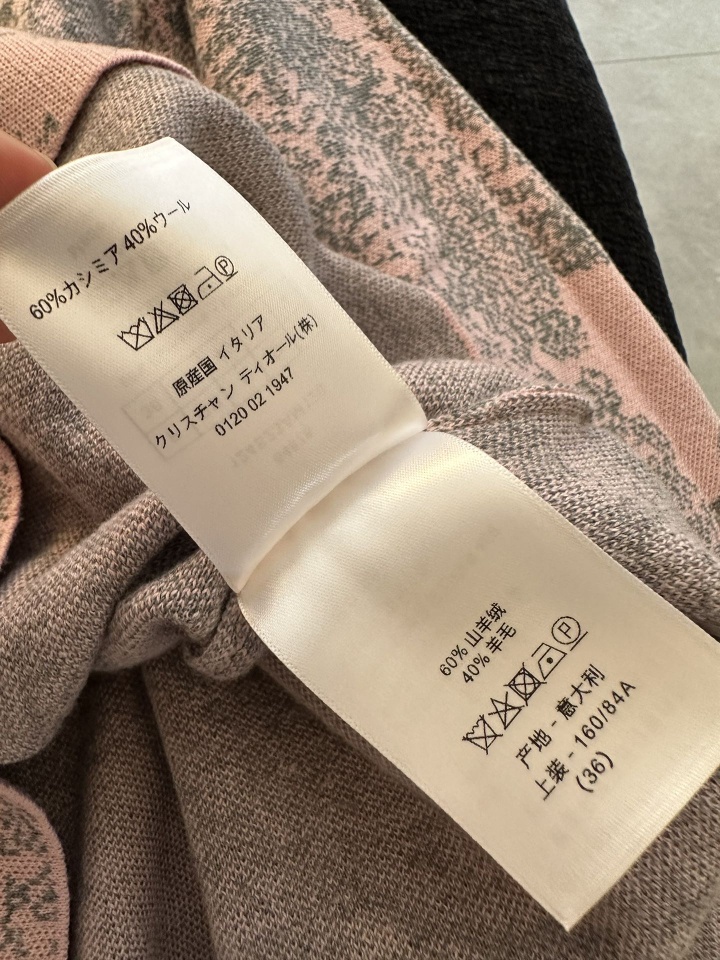 60%カシミア 40%ウール
原産国 イタリア
クリスチャン ディオール(株)
0120 02 1947
60% 山羊绒
40% 羊毛
产地 - 意大利
上装 - 160/84A
(36)